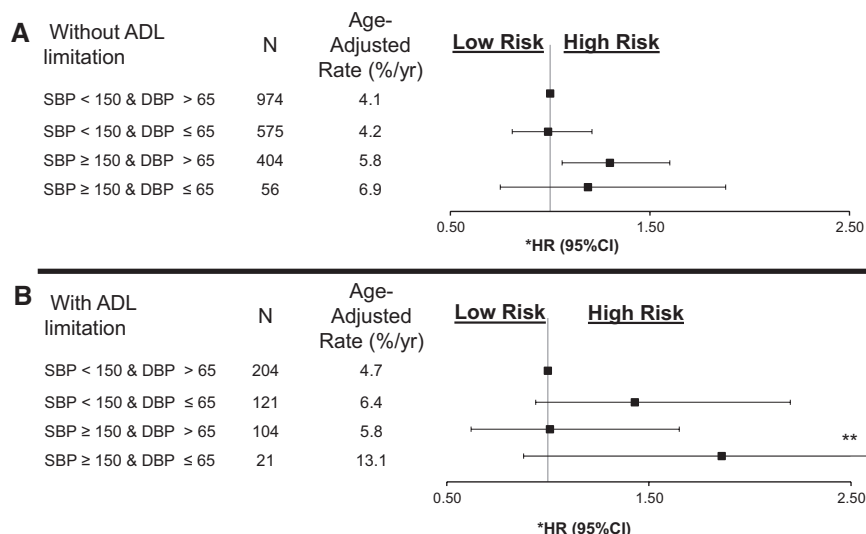 A Without ADL limitation N Age-Adjusted Rate (%/yr) Low Risk High Risk
SBP < 150 & DBP > 65 974 4.1
SBP < 150 & DBP ≤ 65 575 4.2
SBP ≥ 150 & DBP > 65 404 5.8
SBP ≥ 150 & DBP ≤ 65 56 6.9
0.50 1.50 2.50
*HR (95%CI)
B With ADL limitation N Age-Adjusted Rate (%/yr) Low Risk High Risk
SBP < 150 & DBP > 65 204 4.7
SBP < 150 & DBP ≤ 65 121 6.4
SBP ≥ 150 & DBP > 65 104 5.8
**
SBP ≥ 150 & DBP ≤ 65 21 13.1
0.50 1.50 2.50
*HR (95%CI)